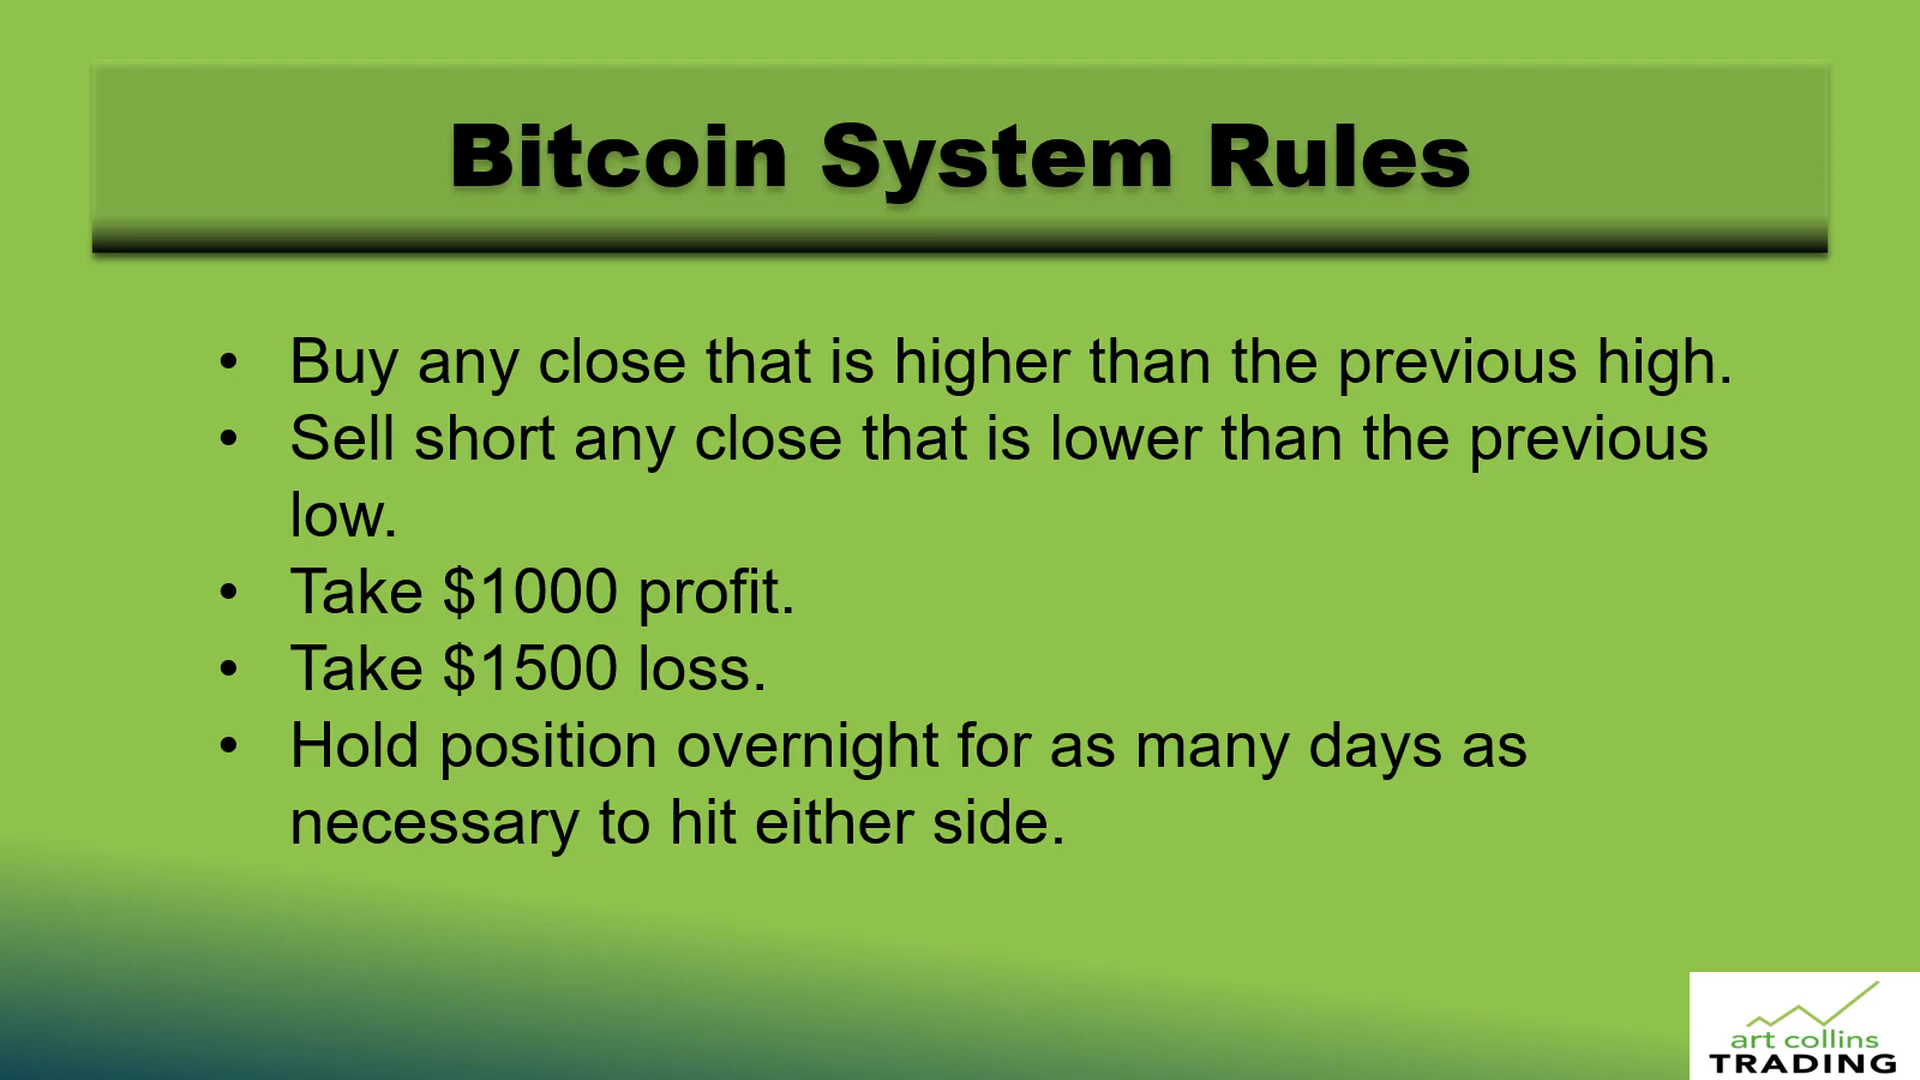 Bitcoin System Rules
• Buy any close that is higher than the previous high.
• Sell short any close that is lower than the previous
low.
• Take $1000 profit.
• Take $1500 loss.
• Hold position overnight for as many days as
necessary to hit either side.
art collins
TRADING